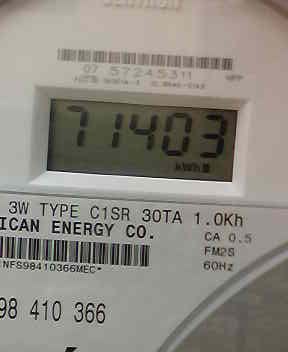 07 57245311
71403
kWh
3W TYPE C1SR 30TA 1.0Kh
ICAN ENERGY CO.
CA 0.5
FM2S
NFS98410366MEC*
60Hz
98 410 366